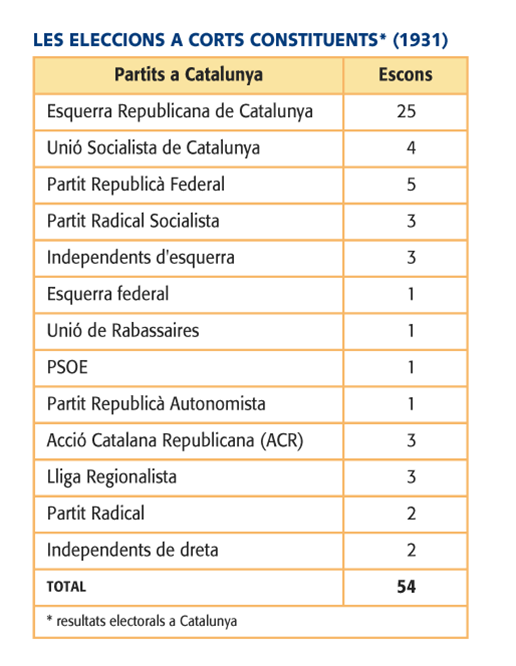 LES ELECCIONS A CORTS CONSTITUENTS* (1931)
Partits a Catalunya Escons
Esquerra Republicana de Catalunya 25
Unió Socialista de Catalunya 4
Partit Republicà Federal 5
Partit Radical Socialista 3
Independents d'esquerra 3
Esquerra federal 1
Unió de Rabassaires 1
PSOE 1
Partit Republicà Autonomista 1
Acció Catalana Republicana (ACR) 3
Lliga Regionalista 3
Partit Radical 2
Independents de dreta 2
TOTAL 54
* resultats electorals a Catalunya